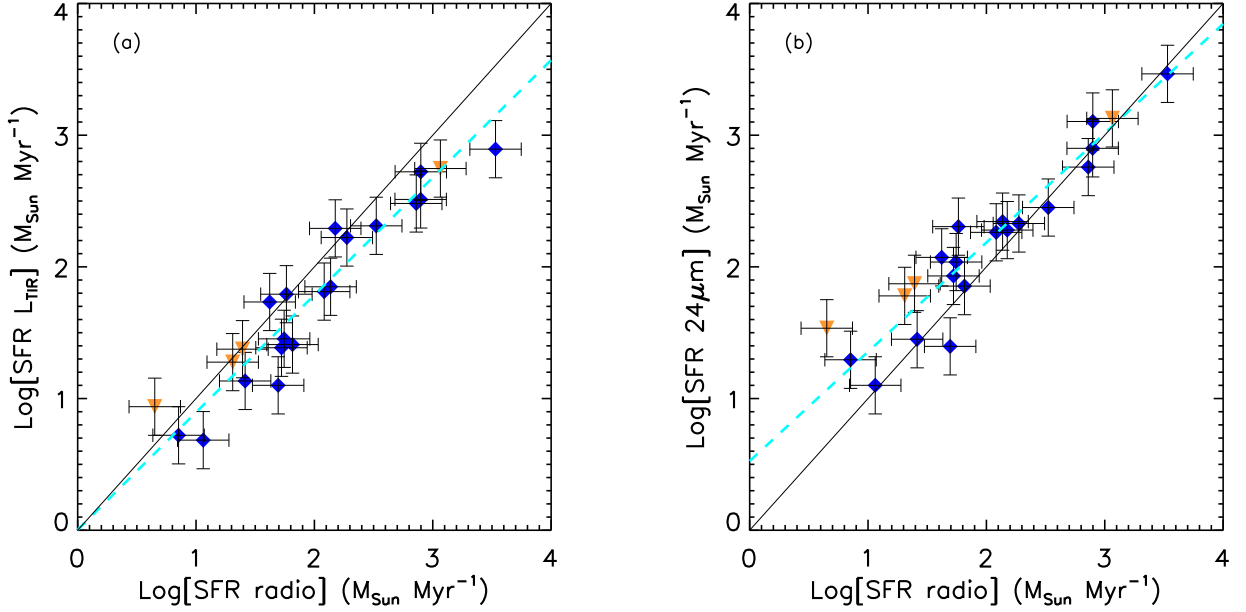 (a)
4
3
2
1
0
Log[SFR L_TIR] (M_Sun Myr⁻¹)
0 1 2 3 4
Log[SFR radio] (M_Sun Myr⁻¹)
(b)
4
3
2
1
0
Log[SFR 24μm] (M_Sun Myr⁻¹)
0 1 2 3 4
Log[SFR radio] (M_Sun Myr⁻¹)